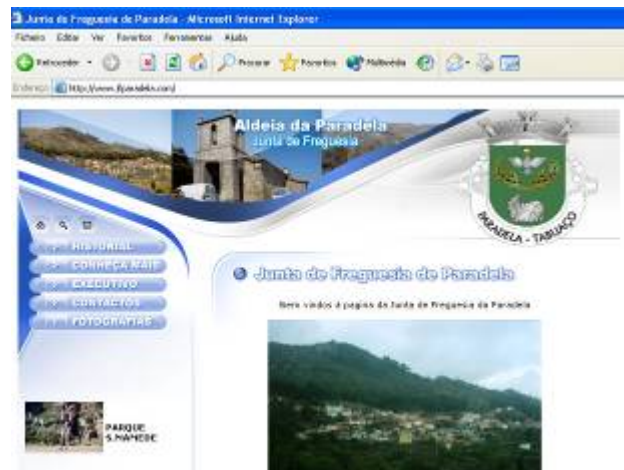 Junta de Freguesia de Paradela - Microsoft Internet Explorer
Ficheiro Editar Ver Favoritos Ferramentas Ajuda
Retroceder Procurar Favoritos Multimédia
Endereço http://www.jfparadela.com/
Aldeia da Paradela
Junta de Freguesia
PARADELA - TABUAÇO
HISTORIAL
CONHEÇA MAIS
EXECUTIVO
CONTACTOS
FOTOGRAFIAS
Junta de Freguesia de Paradela
Bem vindos á pagina da Junta de Freguesia da Paradela
PARQUE
S.MAMEDE